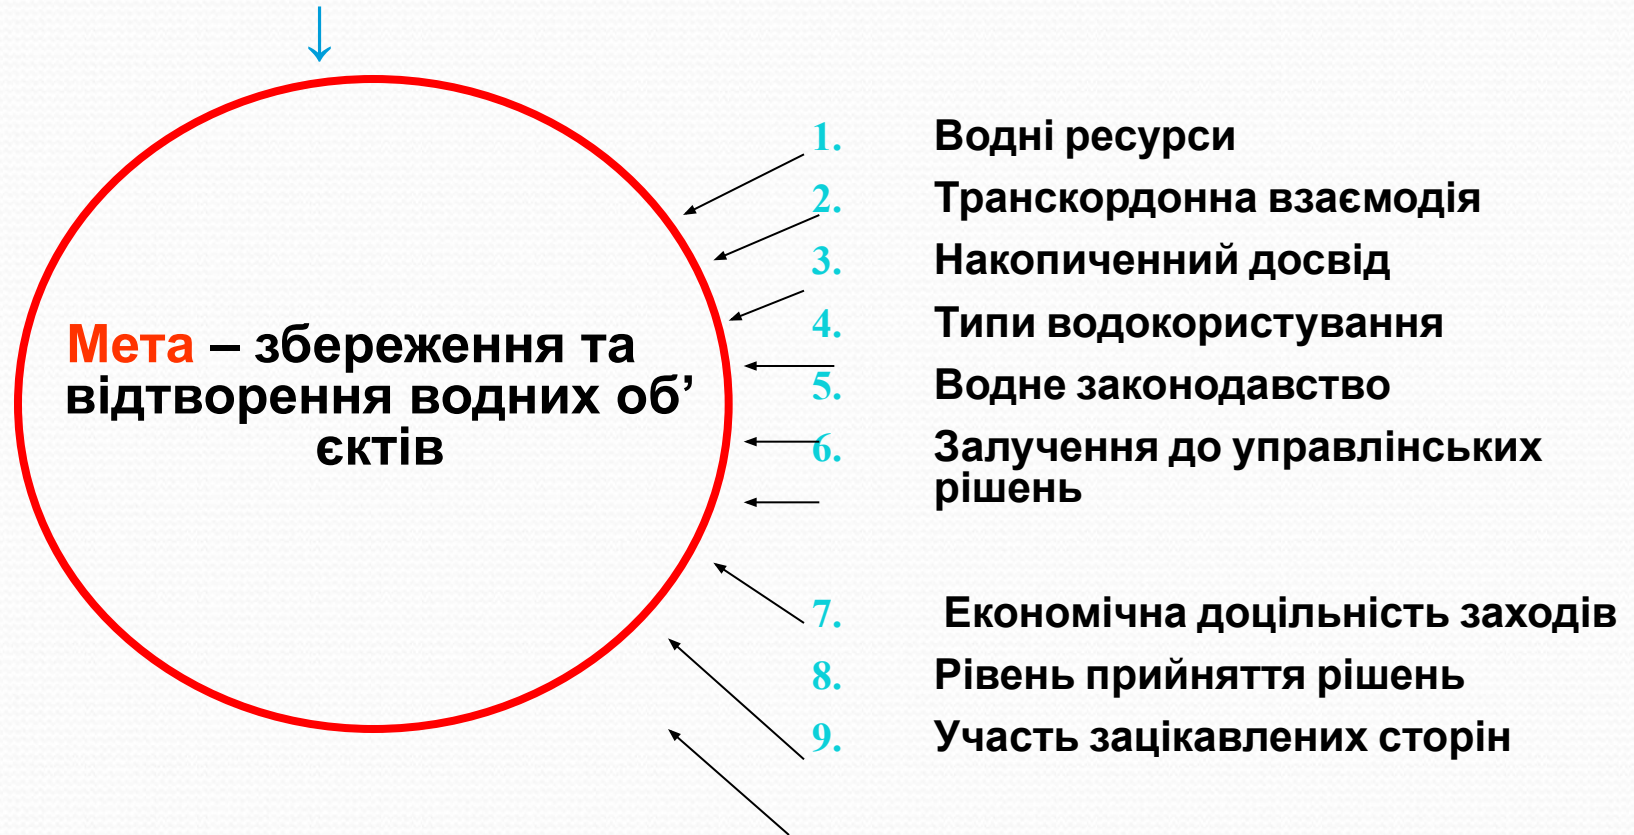 Мета – збереження та
відтворення водних об’
єктів
1. Водні ресурси
2. Транскордонна взаємодія
3. Накопиченний досвід
4. Типи водокористування
5. Водне законодавство
6. Залучення до управлінських
рішень
7. Економічна доцільність заходів
8. Рівень прийняття рішень
9. Участь зацікавлених сторін